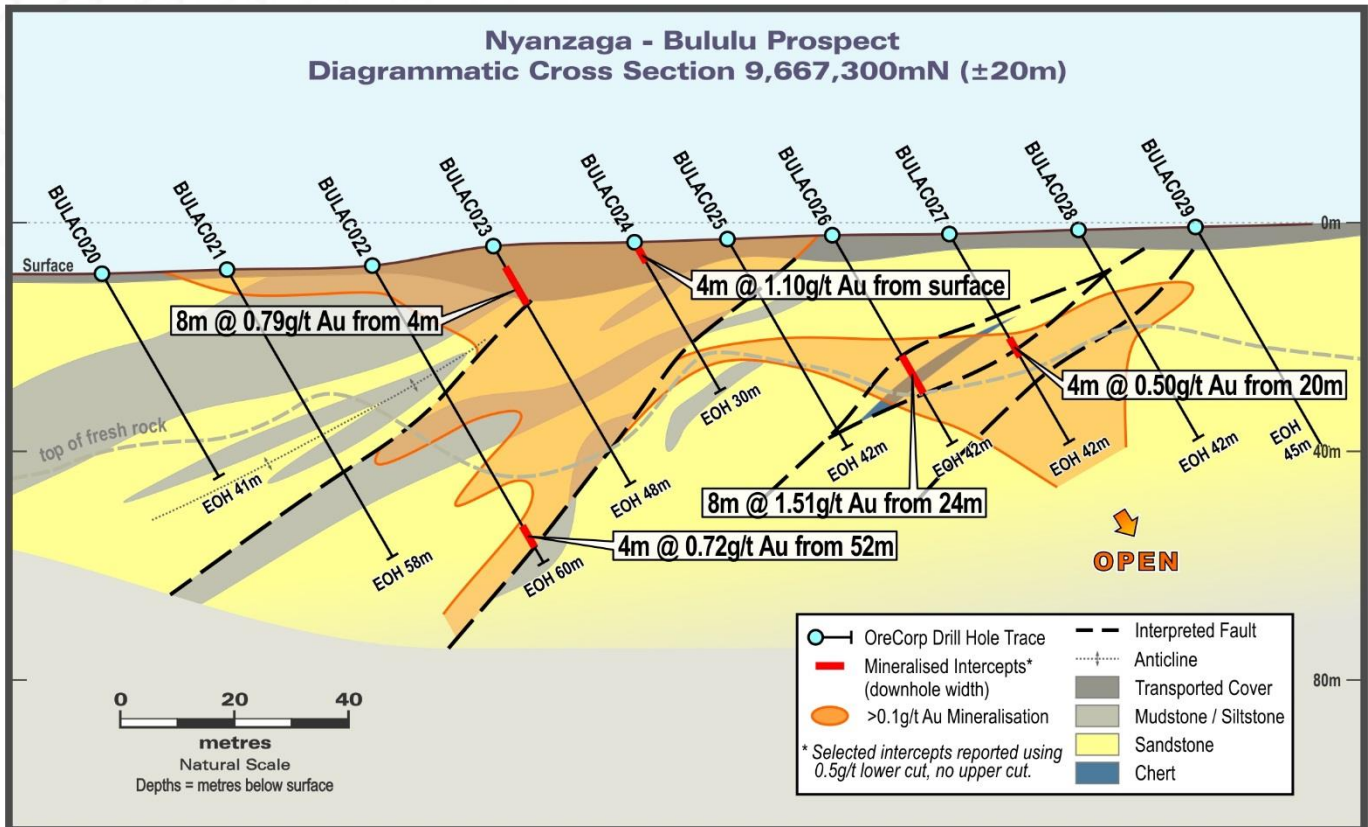 Nyanzaga - Bululu Prospect
Diagrammatic Cross Section 9,667,300mN (±20m)
BULAC020
BULAC021
BULAC022
BULAC023
BULAC024
BULAC025
BULAC026
BULAC027
BULAC028
BULAC029
0m
Surface
4m @ 1.10g/t Au from surface
8m @ 0.79g/t Au from 4m
4m @ 0.50g/t Au from 20m
top of fresh rock
EOH 41m
EOH 58m
EOH 60m
EOH 48m
EOH 30m
EOH 42m
EOH 42m
EOH 42m
EOH 42m
EOH
45m
40m
8m @ 1.51g/t Au from 24m
4m @ 0.72g/t Au from 52m
OPEN
80m
0 20 40
metres
Natural Scale
Depths = metres below surface
OreCorp Drill Hole Trace
Mineralised Intercepts*
(downhole width)
>0.1g/t Au Mineralisation
* Selected intercepts reported using
0.5g/t lower cut, no upper cut.
Interpreted Fault
Anticline
Transported Cover
Mudstone / Siltstone
Sandstone
Chert